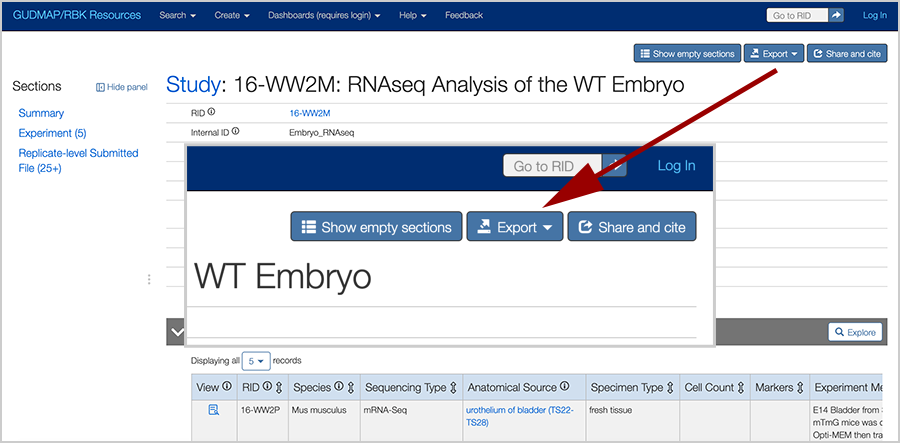 GUDMAP/RBK Resources Search Create Dashboards (requires login) Help Feedback Go to RID Log In
Show empty sections Export Share and cite
Sections Hide panel
Study: 16-WW2M: RNAseq Analysis of the WT Embryo
Summary
Experiment (5)
Replicate-level Submitted
File (25+)
RID 16-WW2M
Internal ID Embryo_RNAseq
Go to RID Log In
Show empty sections Export Share and cite
WT Embryo
Explore
Displaying all 5 records
View RID Species Sequencing Type Anatomical Source Specimen Type Cell Count Markers Experiment Me
16-WW2P Mus musculus mRNA-Seq urothelium of bladder (TS22-
TS28) fresh tissue E14 Bladder from
mTmG mice was c
Opti-MEM then tra